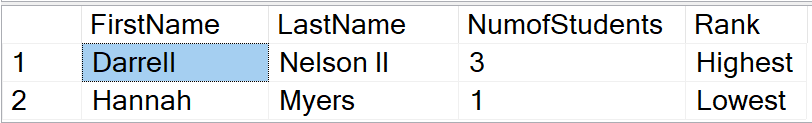 FirstName LastName NumofStudents Rank
1 Darrell Nelson II 3 Highest
2 Hannah Myers 1 Lowest